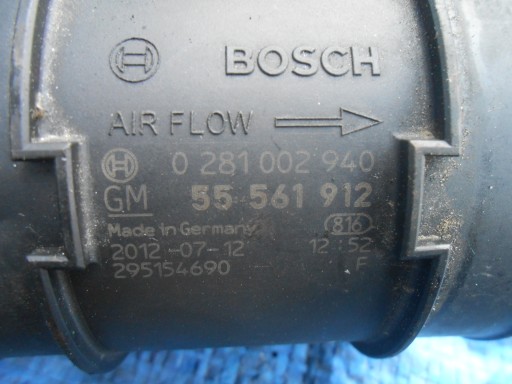 BOSCH
AIR FLOW
0 281 002 940
GM 55 561 912
Made in Germany 816
2012-07-12 12:52
295154690 F